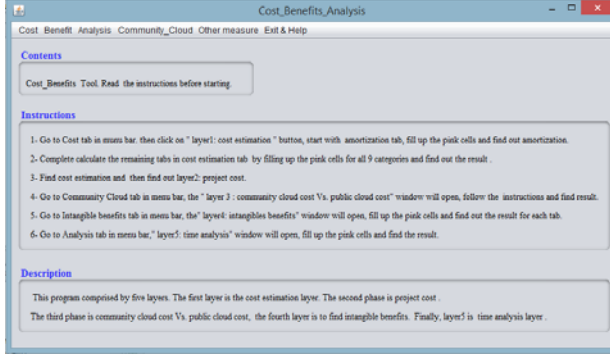 Cost_Benefits_Analysis
Cost Benefit Analysis Community_Cloud Other measure Exit & Help
Contents
Cost_Benefits Tool. Read the instructions before starting.
Instructions
1- Go to Cost tab in munu bar. then click on " layer1: cost estimation " button, start with amortization tab, fill up the pink cells and find out amortization.
2- Complete calculate the remaining tabs in cost estimation tab by filling up the pink cells for all 9 categories and find out the result .
3- Find cost estimation and then find out layer2: project cost.
4- Go to Community Cloud tab in menu bar, the " layer 3 : community cloud cost Vs. public cloud cost" window will open, follow the instructions and find result.
5- Go to Intangible benefits tab in menu bar, the" layer4: intangibles benefits" window will open, fill up the pink cells and find out the result for each tab.
6- Go to Analysis tab in menu bar," layer5: time analysis" window will open, fill up the pink cells and find the result.
Description
This program comprised by five layers. The first layer is the cost estimation layer. The second phase is project cost .
The third phase is community cloud cost Vs. public cloud cost, the fourth layer is to find intangible benefits. Finally, layer5 is time analysis layer .